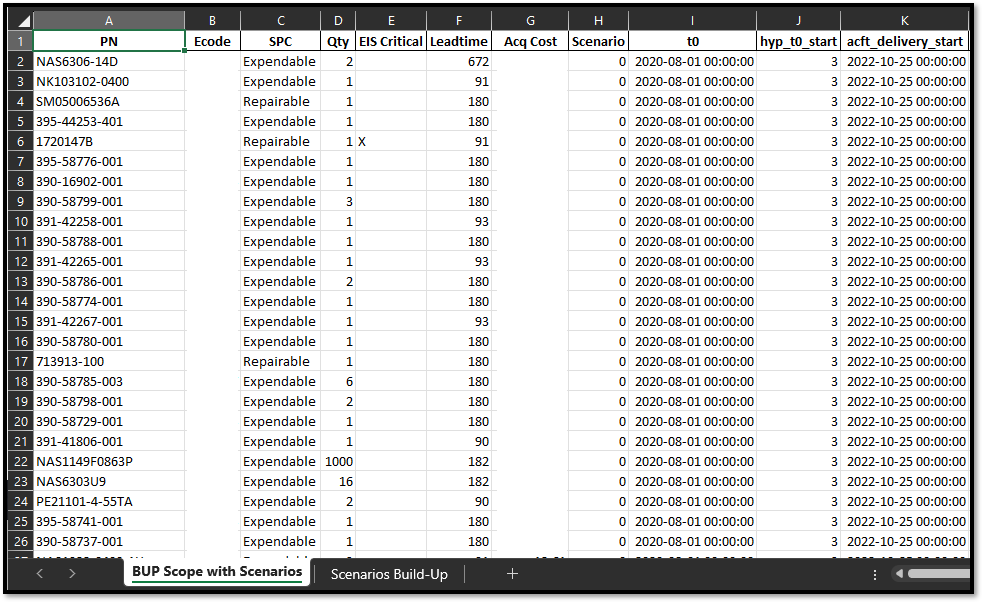 A B C D E F G H I J K
1 PN Ecode SPC Qty EIS Critical Leadtime Acq Cost Scenario t0 hyp_t0_start acft_delivery_start
2 NAS6306-14D Expendable 2 672 0 2020-08-01 00:00:00 3 2022-10-25 00:00:00
3 NK103102-0400 Expendable 1 91 0 2020-08-01 00:00:00 3 2022-10-25 00:00:00
4 SM05006536A Repairable 1 180 0 2020-08-01 00:00:00 3 2022-10-25 00:00:00
5 395-44253-401 Expendable 1 180 0 2020-08-01 00:00:00 3 2022-10-25 00:00:00
6 1720147B Repairable 1 X 91 0 2020-08-01 00:00:00 3 2022-10-25 00:00:00
7 395-58776-001 Expendable 1 180 0 2020-08-01 00:00:00 3 2022-10-25 00:00:00
8 390-16902-001 Expendable 1 180 0 2020-08-01 00:00:00 3 2022-10-25 00:00:00
9 390-58799-001 Expendable 3 180 0 2020-08-01 00:00:00 3 2022-10-25 00:00:00
10 391-42258-001 Expendable 1 93 0 2020-08-01 00:00:00 3 2022-10-25 00:00:00
11 390-58788-001 Expendable 1 180 0 2020-08-01 00:00:00 3 2022-10-25 00:00:00
12 391-42265-001 Expendable 1 93 0 2020-08-01 00:00:00 3 2022-10-25 00:00:00
13 390-58786-001 Expendable 2 180 0 2020-08-01 00:00:00 3 2022-10-25 00:00:00
14 390-58774-001 Expendable 1 180 0 2020-08-01 00:00:00 3 2022-10-25 00:00:00
15 391-42267-001 Expendable 1 93 0 2020-08-01 00:00:00 3 2022-10-25 00:00:00
16 390-58780-001 Expendable 1 180 0 2020-08-01 00:00:00 3 2022-10-25 00:00:00
17 713913-100 Repairable 1 180 0 2020-08-01 00:00:00 3 2022-10-25 00:00:00
18 390-58785-003 Expendable 6 180 0 2020-08-01 00:00:00 3 2022-10-25 00:00:00
19 390-58798-001 Expendable 2 180 0 2020-08-01 00:00:00 3 2022-10-25 00:00:00
20 390-58729-001 Expendable 1 180 0 2020-08-01 00:00:00 3 2022-10-25 00:00:00
21 391-41806-001 Expendable 1 90 0 2020-08-01 00:00:00 3 2022-10-25 00:00:00
22 NAS1149F0863P Expendable 1000 182 0 2020-08-01 00:00:00 3 2022-10-25 00:00:00
23 NAS6303U9 Expendable 16 182 0 2020-08-01 00:00:00 3 2022-10-25 00:00:00
24 PE21101-4-55TA Expendable 2 90 0 2020-08-01 00:00:00 3 2022-10-25 00:00:00
25 395-58741-001 Expendable 1 180 0 2020-08-01 00:00:00 3 2022-10-25 00:00:00
26 390-58737-001 Expendable 1 180 0 2020-08-01 00:00:00 3 2022-10-25 00:00:00
BUP Scope with Scenarios Scenarios Build-Up